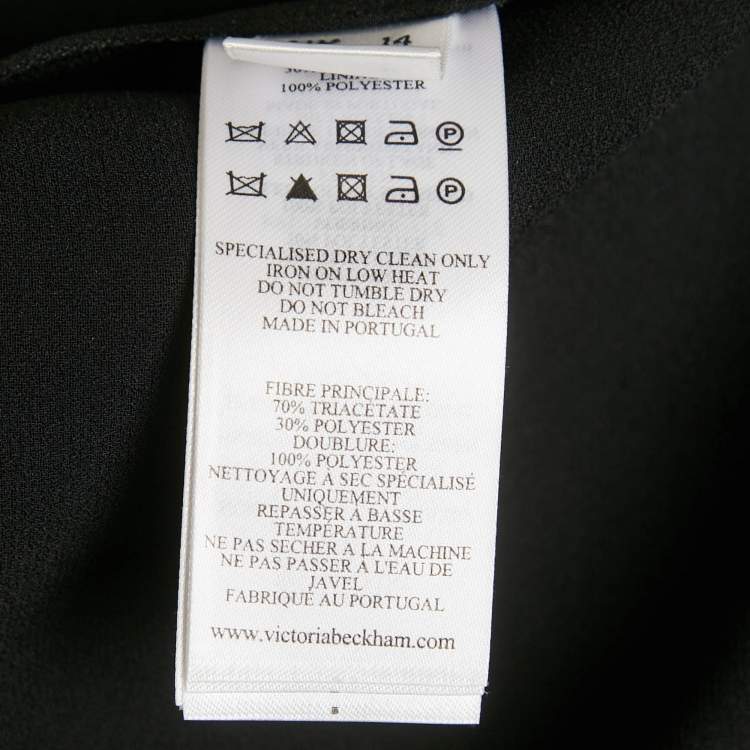 14
LINI
100% POLYESTER
P
P
SPECIALISED DRY CLEAN ONLY
IRON ON LOW HEAT
DO NOT TUMBLE DRY
DO NOT BLEACH
MADE IN PORTUGAL
FIBRE PRINCIPALE:
70% TRIACÉTATE
30% POLYESTER
DOUBLURE:
100% POLYESTER
NETTOYAGE À SEC SPÉCIALISÉ
UNIQUEMENT
REPASSER À BASSE
TEMPÉRATURE
NE PAS SECHER A LA MACHINE
NE PAS PASSER À L'EAU DE
JAVEL
FABRIQUÉ AU PORTUGAL
www.victoriabeckham.com